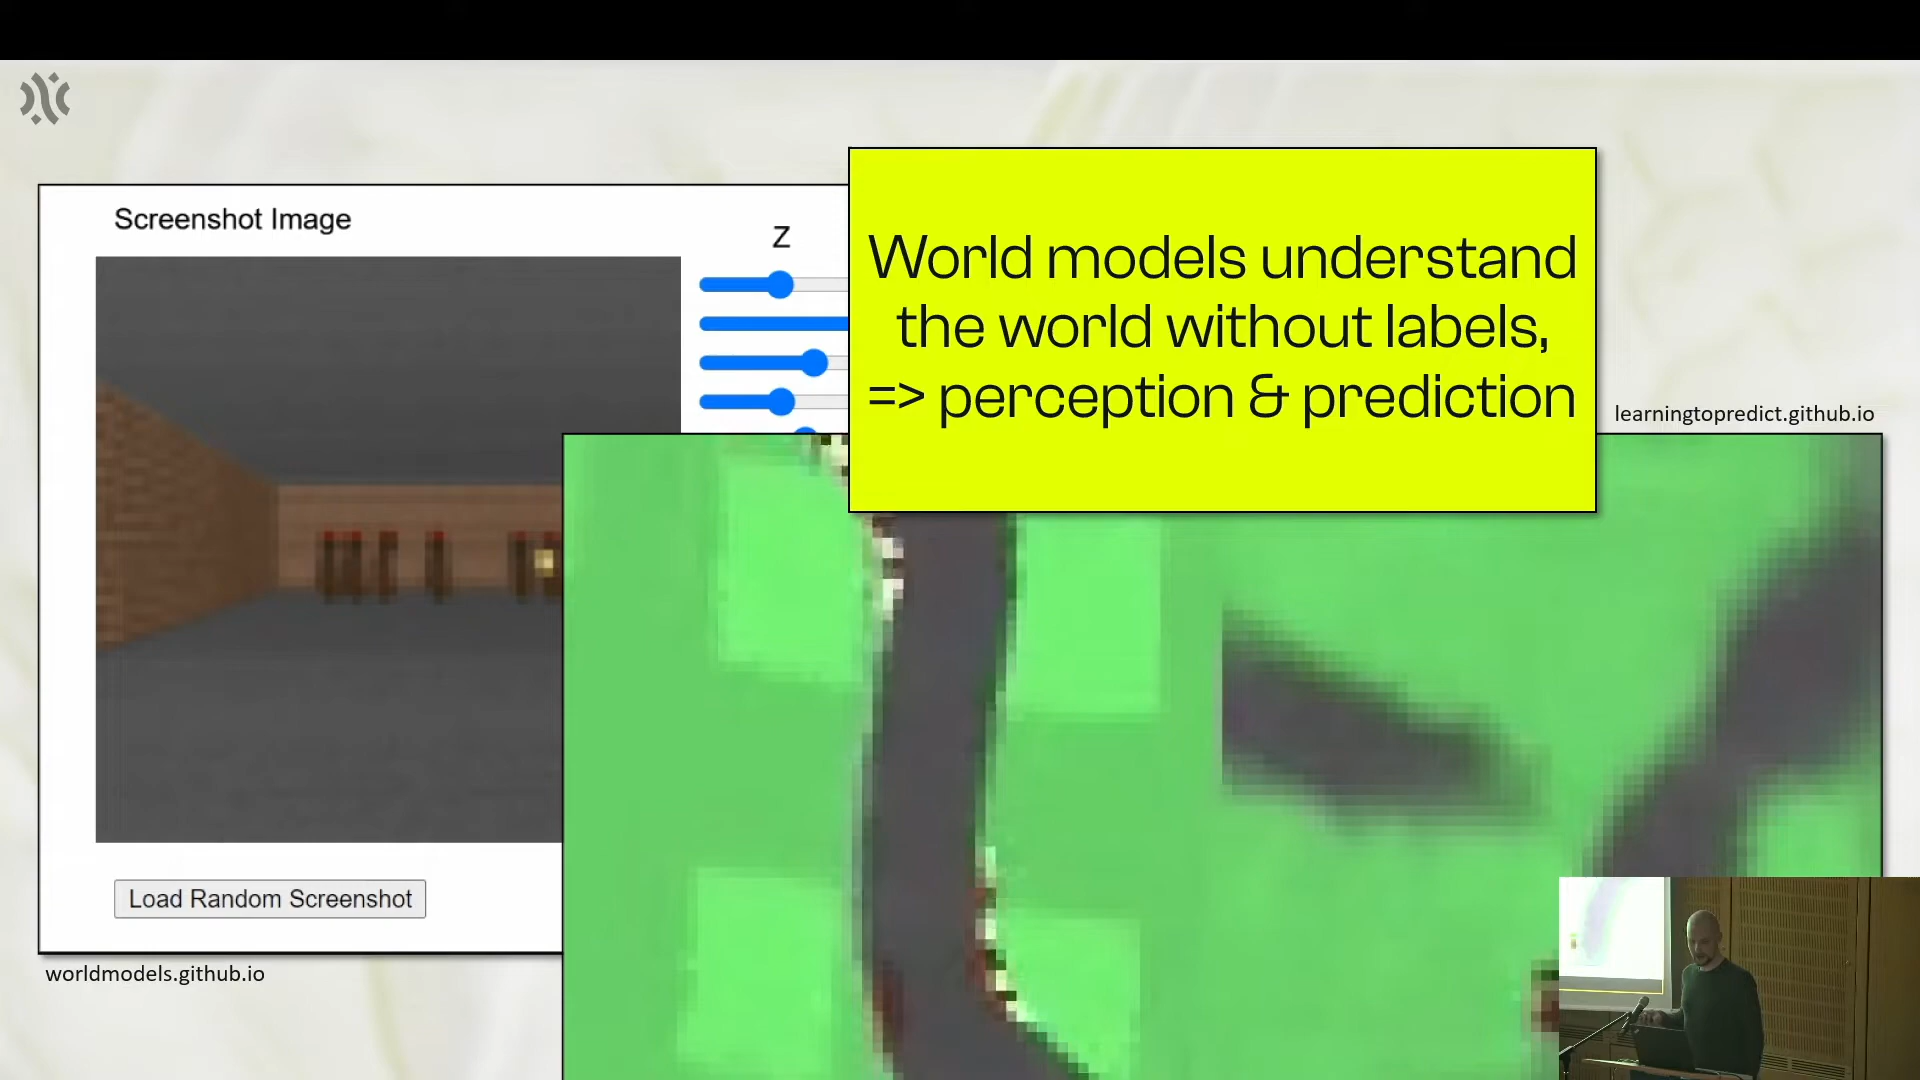 Screenshot Image
Z
World models understand
the world without labels,
=> perception & prediction
learningtopredict.github.io
Load Random Screenshot
worldmodels.github.io